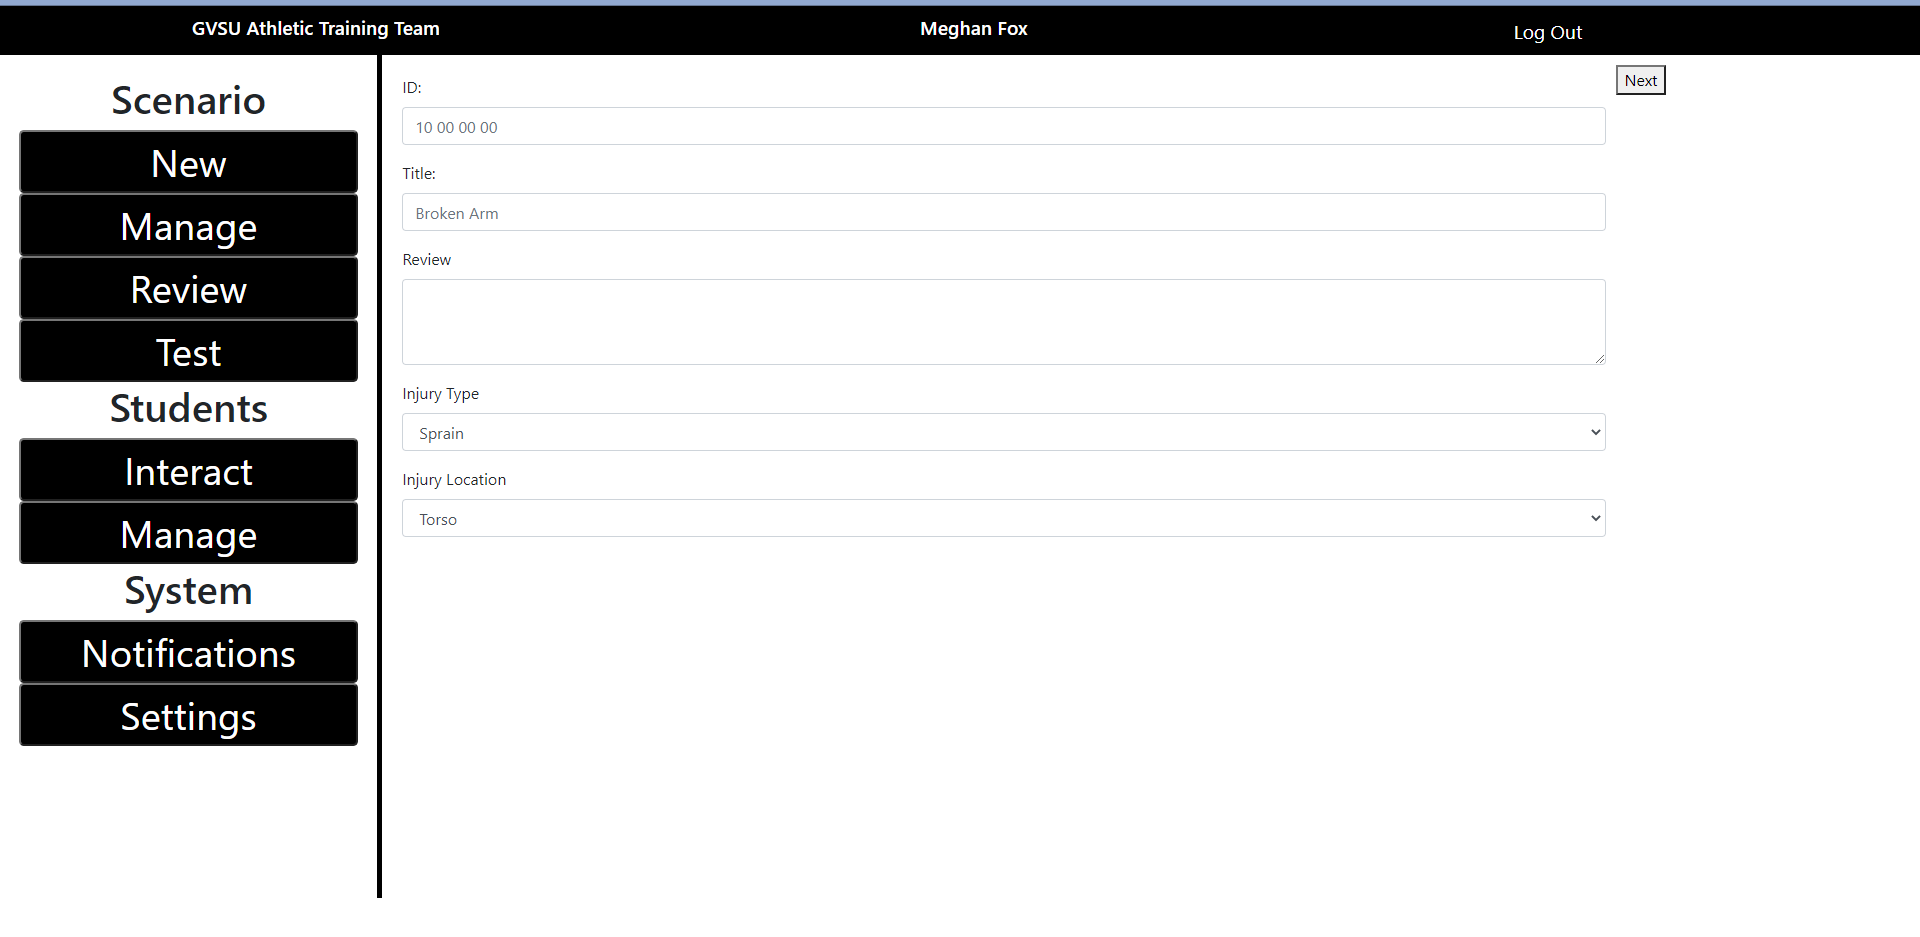 GVSU Athletic Training Team
Meghan Fox
Log Out
Scenario
New
Manage
Review
Test
Students
Interact
Manage
System
Notifications
Settings
ID:
10 00 00 00
Title:
Broken Arm
Review
Injury Type
Sprain
Injury Location
Torso
Next